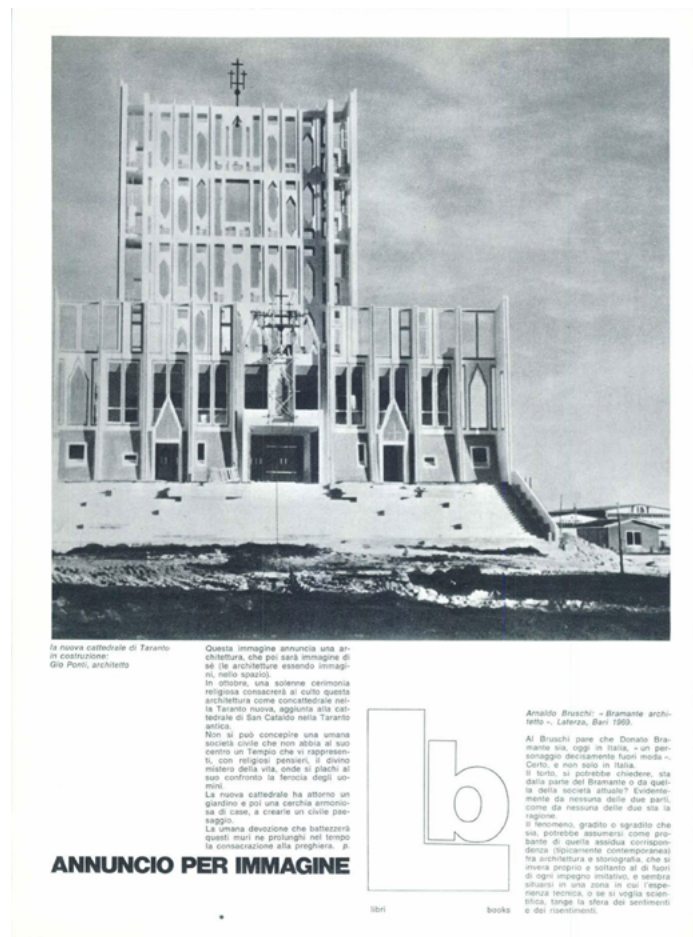 la nuova cattedrale di Taranto
in costruzione:
Gio Ponti, architetto
Questa immagine annuncia una ar-
chitettura, che poi sarà immagine di
sé (le architetture essendo immagi-
ni, nello spazio).
In ottobre, una solenne cerimonia
religiosa consacrerà al culto questa
architettura come concattedrale nel-
la Taranto nuova, aggiunta alla cat-
tedrale di San Cataldo nella Taranto
antica.
Non si può concepire una umana
società civile che non abbia al suo
centro un Tempio che vi rappresen-
ti, con religiosi pensieri, il divino
mistero della vita, onde si plachi al
suo confronto la ferocia degli uo-
mini.
La nuova cattedrale ha attorno un
giardino e poi una cerchia armonio-
sa di case, a crearle un civile pae-
saggio.
La umana devozione che battezzerà
questi muri ne prolunghi nel tempo
la consacrazione alla preghiera. p.
ANNUNCIO PER IMMAGINE
Lb
libri books
Arnaldo Bruschi: « Bramante archi-
tetto ». Laterza, Bari 1969.
Al Bruschi pare che Donato Bra-
mante sia, oggi in Italia, « un per-
sonaggio decisamente fuori moda ».
Certo, e non solo in Italia.
Il torto, si potrebbe chiedere, sta
dalla parte del Bramante o da quel-
la della società attuale? Evidente-
mente da nessuna delle due parti,
come da nessuna delle due sta la
ragione.
Il fenomeno, gradito o sgradito che
sia, potrebbe assumersi come pro-
bante di quella assidua corrispon-
denza (tipicamente contemporanea)
fra architettura e storiografia, che si
invera proprio e soltanto al di fuori
di ogni impegno imitativo, e sembra
situarsi in una zona in cui l'espe-
rienza tecnica, o se si voglia scien-
tifica, tange la sfera dei sentimenti
e dei risentimenti.